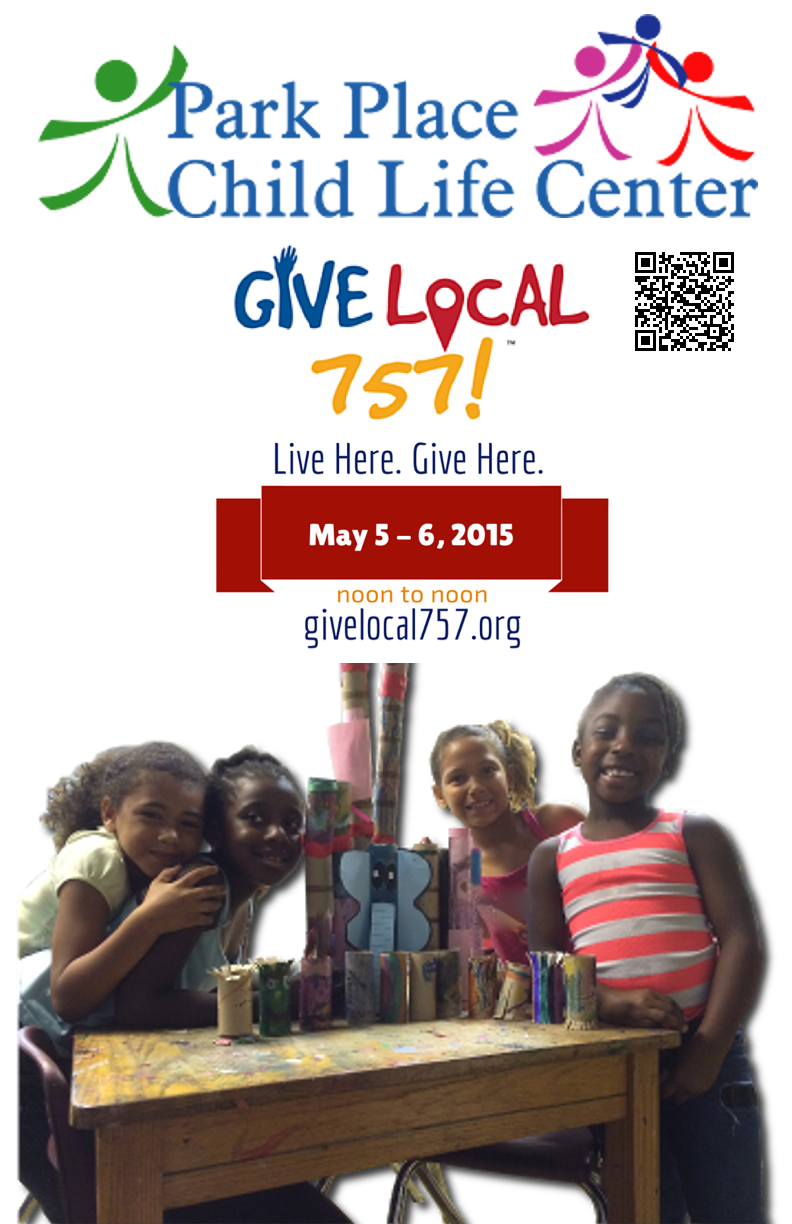 Park Place
Child Life Center
GIVE LOCAL
757!™
Live Here. Give Here.
May 5 – 6, 2015
noon to noon
givelocal757.org